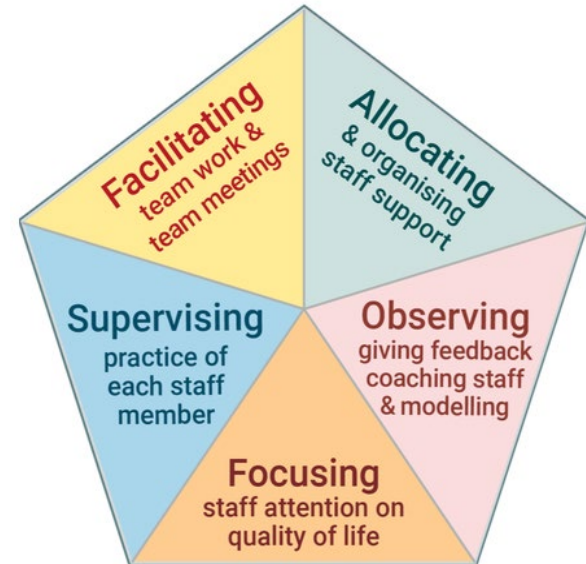 Facilitating
team work &
team meetings
Allocating
& organising
staff support
Supervising
practice of
each staff
member
Observing
giving feedback
coaching staff
& modelling
Focusing
staff attention on
quality of life